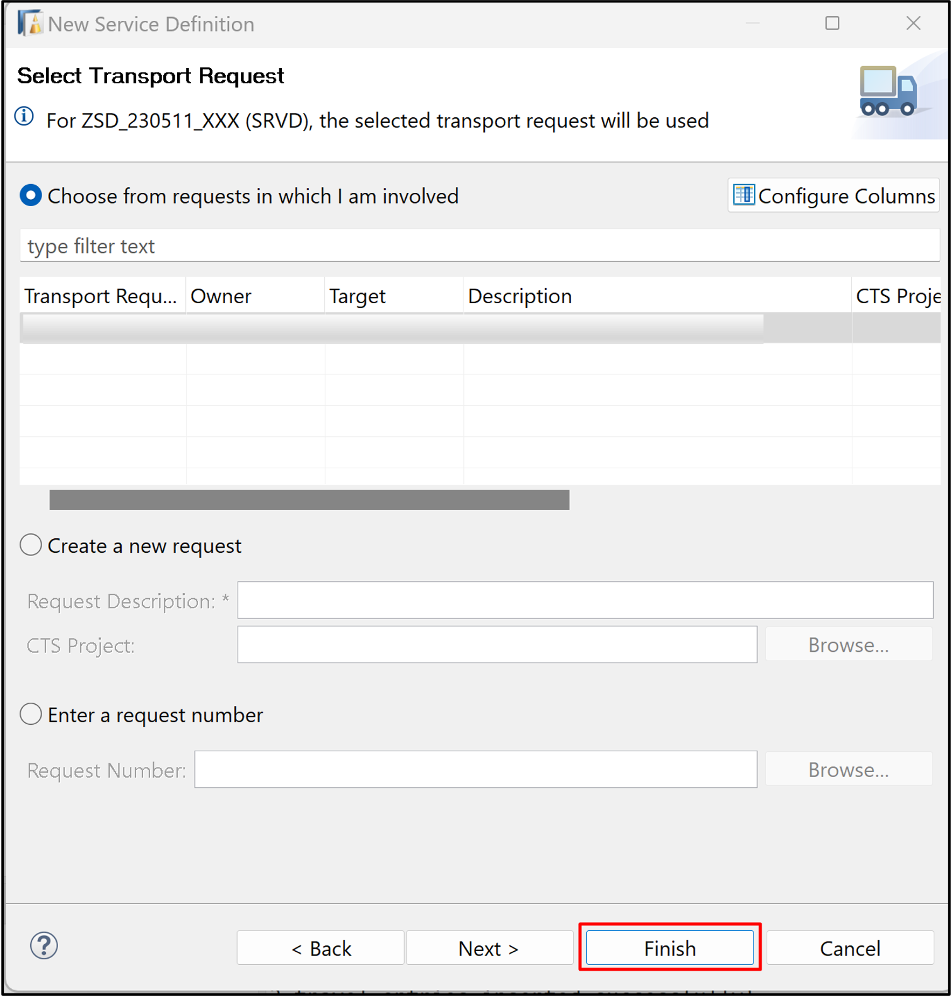 New Service Definition
Select Transport Request
For ZSD_230511_XXX (SRVD), the selected transport request will be used
Choose from requests in which I am involved
Configure Columns
type filter text
Transport Requ... Owner Target Description CTS Proje
Create a new request
Request Description: *
CTS Project: Browse...
Enter a request number
Request Number: Browse...
< Back Next > Finish Cancel